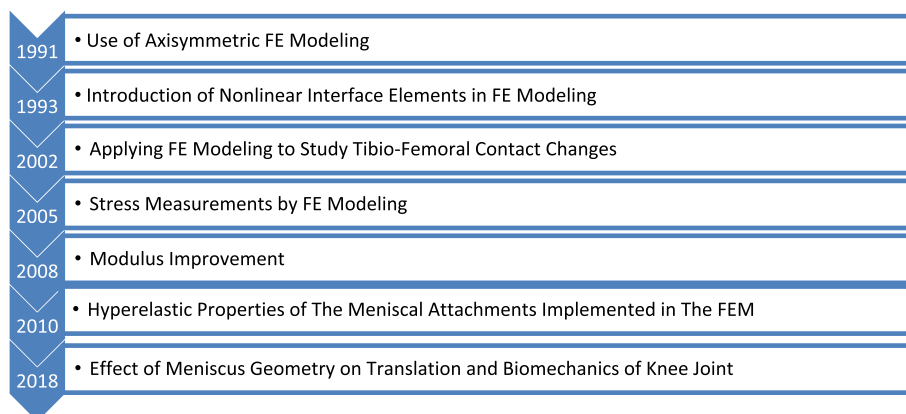 1991
• Use of Axisymmetric FE Modeling
1993
• Introduction of Nonlinear Interface Elements in FE Modeling
2002
• Applying FE Modeling to Study Tibio-Femoral Contact Changes
2005
• Stress Measurements by FE Modeling
2008
• Modulus Improvement
2010
• Hyperelastic Properties of The Meniscal Attachments Implemented in The FEM
2018
• Effect of Meniscus Geometry on Translation and Biomechanics of Knee Joint